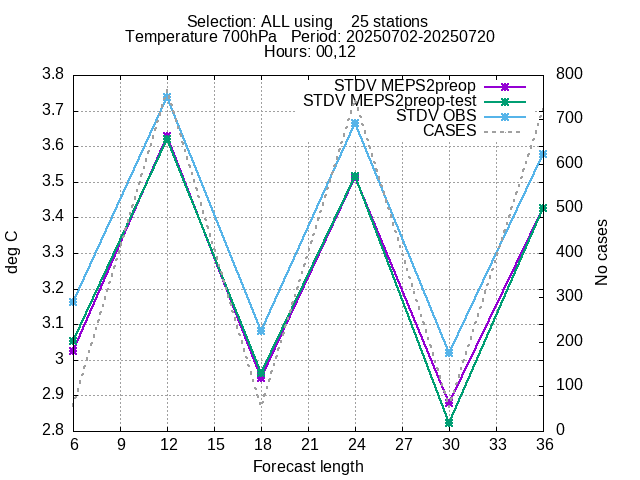 Selection: ALL using    25 stations
Temperature 700hPa   Period: 20250702-20250720
Hours: 00,12
STDV MEPS2preop
STDV MEPS2preop-test
STDV OBS
CASES
3.8
3.7
3.6
3.5
3.4
3.3
3.2
3.1
3
2.9
2.8
deg C
800
700
600
500
400
300
200
100
0
No cases
6 9 12 15 18 21 24 27 30 33 36
Forecast length